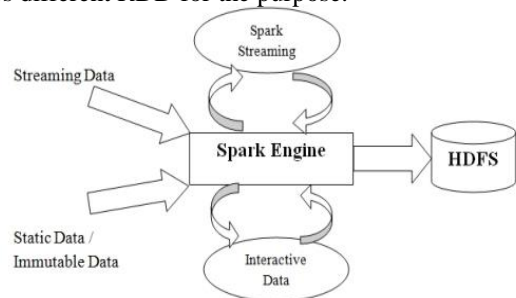 s different RDD for the purpose.
Spark
Streaming
Streaming Data
Spark Engine
HDFS
Static Data /
Immutable Data
Interactive
Data